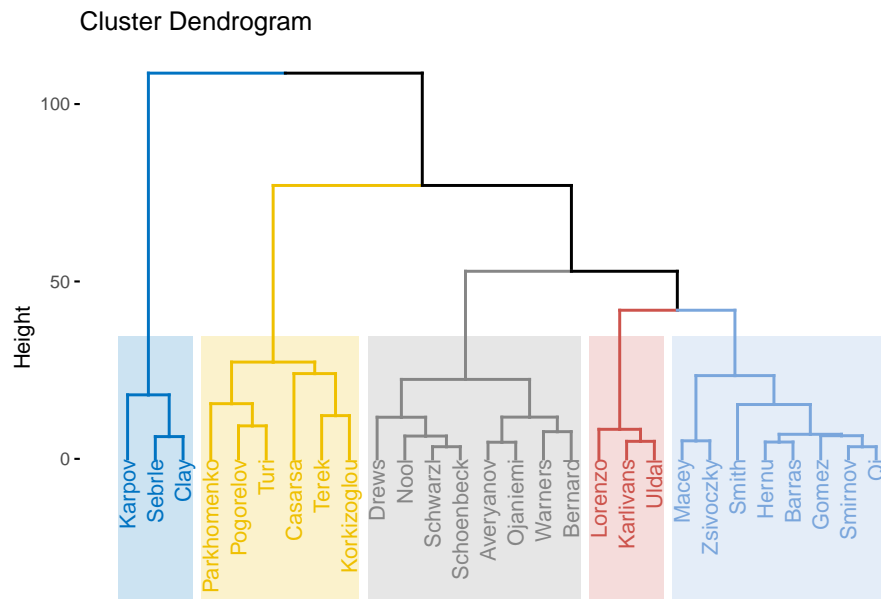 Cluster Dendrogram
Height
100
50
0
Karpov
Sebrle
Clay
Parkhomenko
Pogorelov
Turi
Casarsa
Terek
Korkizoglou
Drews
Nool
Schwarzl
Schoenbeck
Averyanov
Ojaniemi
Warners
Bernard
Lorenzo
Karlivans
Uldal
Macey
Zsivoczky
Smith
Hernu
Barras
Gomez
Smirnov
Qi